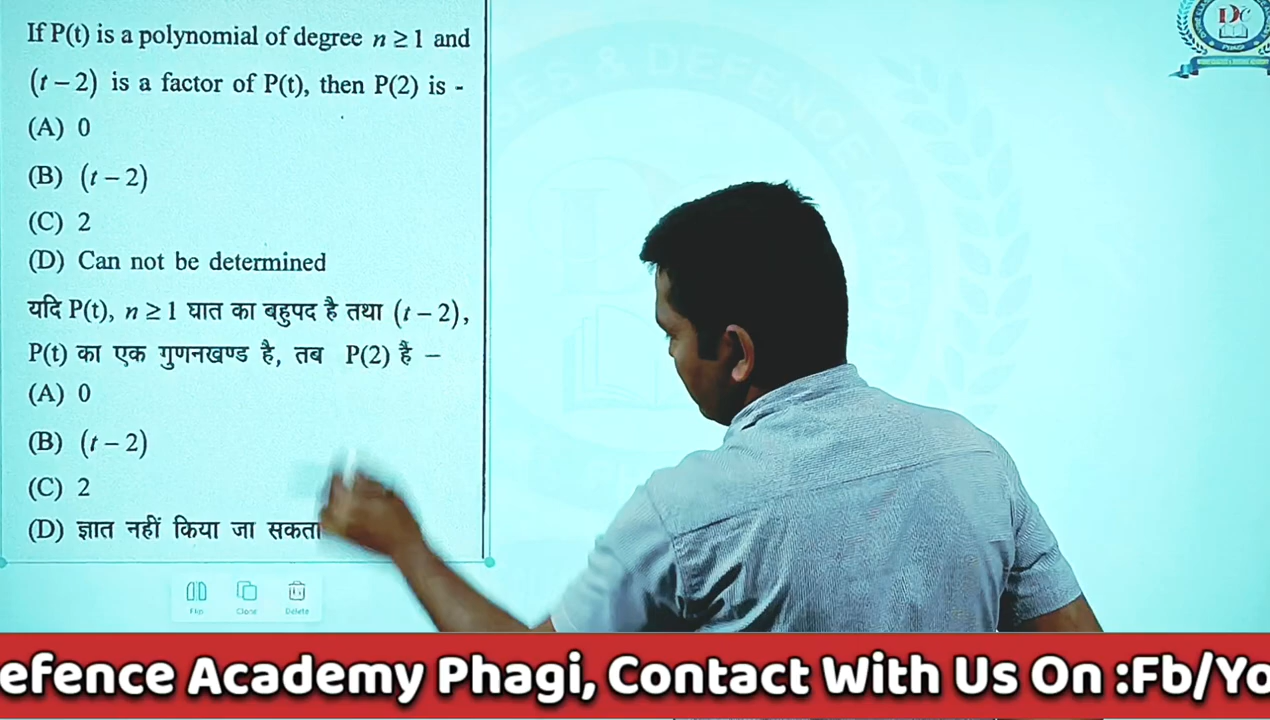 If P(t) is a polynomial of degree n ≥ 1 and
(t – 2) is a factor of P(t), then P(2) is -
(A) 0
(B) (t – 2)
(C) 2
(D) Can not be determined
यदि P(t), n ≥ 1 घात का बहुपद है तथा (t – 2),
P(t) का एक गुणनखण्ड है, तब P(2) है –
(A) 0
(B) (t – 2)
(C) 2
(D) ज्ञात नहीं किया जा सकता
Flip Clone Delete
& DEFENCE
DC
efence Academy Phagi, Contact With Us On :Fb/Yo